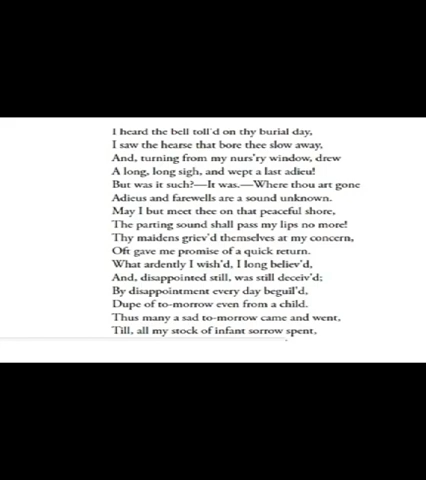 I heard the bell toll'd on thy burial day,
I saw the hearse that bore thee slow away,
And, turning from my nurs'ry window, drew
A long, long sigh, and wept a last adieu!
But was it such?—It was.—Where thou art gone
Adieus and farewells are a sound unknown.
May I but meet thee on that peaceful shore,
The parting sound shall pass my lips no more!
Thy maidens griev'd themselves at my concern,
Oft gave me promise of a quick return.
What ardently I wish'd, I long believ'd,
And, disappointed still, was still deceiv'd;
By disappointment every day beguil'd,
Dupe of to-morrow even from a child.
Thus many a sad to-morrow came and went,
Till, all my stock of infant sorrow spent,